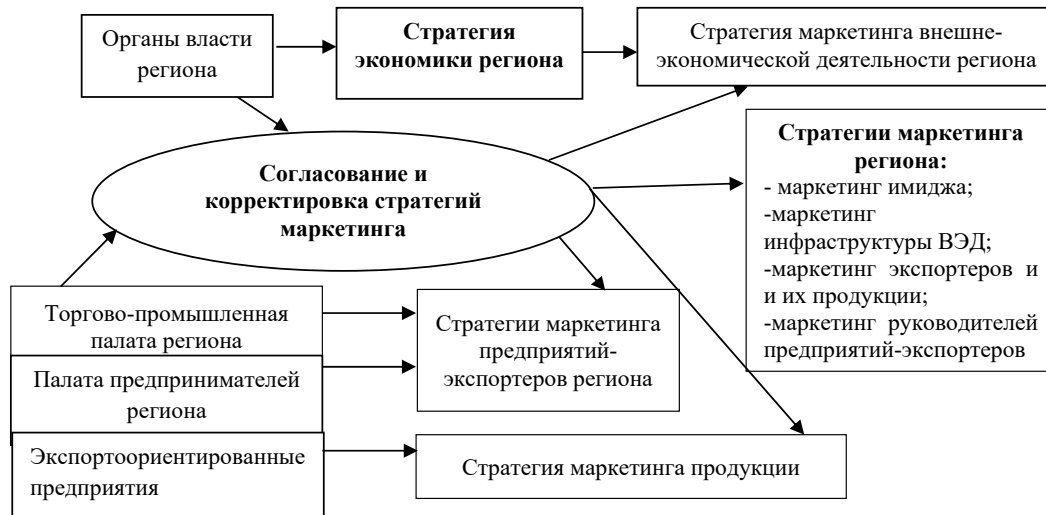 Органы власти
региона
Стратегия
экономики региона
Стратегия маркетинга внешне-
экономической деятельности региона
Согласование и
корректировка стратегий
маркетинга
Стратегии маркетинга
региона:
- маркетинг имиджа;
-маркетинг
инфраструктуры ВЭД;
-маркетинг экспортеров и
и их продукции;
-маркетинг руководителей
предприятий-экспортеров
Торгово-промышленная
палата региона
Палата предпринимателей
региона
Экспортоориентированные
предприятия
Стратегии маркетинга
предприятий-
экспортеров региона
Стратегия маркетинга продукции